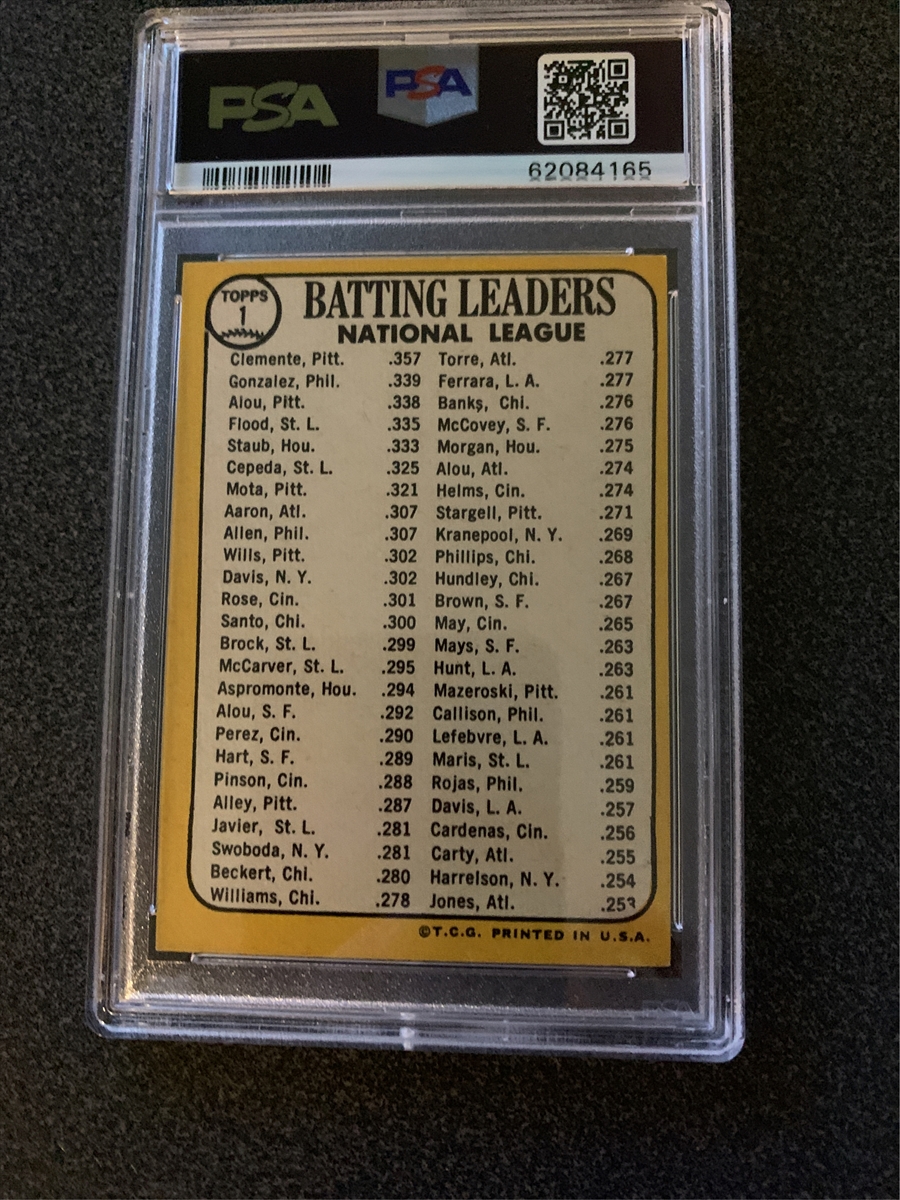 PSA PSA
62084165
TOPPS
1
BATTING LEADERS
NATIONAL LEAGUE
Clemente, Pitt. .357 Torre, Atl. .277
Gonzalez, Phil. .339 Ferrara, L. A. .277
Alou, Pitt. .338 Banks, Chi. .276
Flood, St. L. .335 McCovey, S. F. .276
Staub, Hou. .333 Morgan, Hou. .275
Cepeda, St. L. .325 Alou, Atl. .274
Mota, Pitt. .321 Helms, Cin. .274
Aaron, Atl. .307 Stargell, Pitt. .271
Allen, Phil. .307 Kranepool, N. Y. .269
Wills, Pitt. .302 Phillips, Chi. .268
Davis, N. Y. .302 Hundley, Chi. .267
Rose, Cin. .301 Brown, S. F. .267
Santo, Chi. .300 May, Cin. .265
Brock, St. L. .299 Mays, S. F. .263
McCarver, St. L. .295 Hunt, L. A. .263
Aspromonte, Hou. .294 Mazeroski, Pitt. .261
Alou, S. F. .292 Callison, Phil. .261
Perez, Cin. .290 Lefebvre, L. A. .261
Hart, S. F. .289 Maris, St. L. .261
Pinson, Cin. .288 Rojas, Phil. .259
Alley, Pitt. .287 Davis, L. A. .257
Javier, St. L. .281 Cardenas, Cin. .256
Swoboda, N. Y. .281 Carty, Atl. .255
Beckert, Chi. .280 Harrelson, N. Y. .254
Williams, Chi. .278 Jones, Atl. .253
©T.C.G. PRINTED IN U.S.A.
PSA